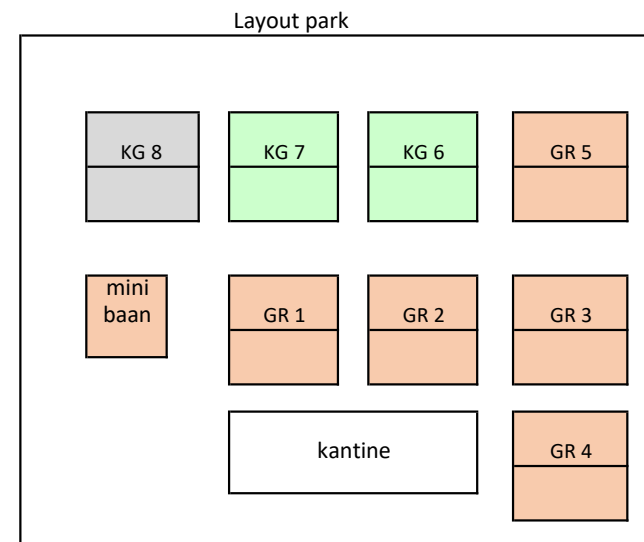 Layout park
KG 8
KG 7
KG 6
GR 5
mini
baan
GR 1
GR 2
GR 3
kantine
GR 4